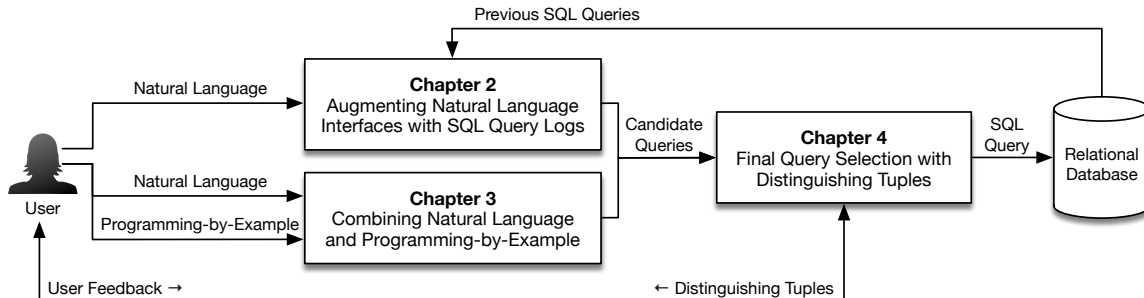 Previous SQL Queries
Natural Language
Chapter 2
Augmenting Natural Language
Interfaces with SQL Query Logs
Candidate
Queries
Chapter 4
Final Query Selection with
Distinguishing Tuples
SQL
Query
Relational
Database
User
Natural Language
Programming-by-Example
Chapter 3
Combining Natural Language
and Programming-by-Example
User Feedback →
← Distinguishing Tuples